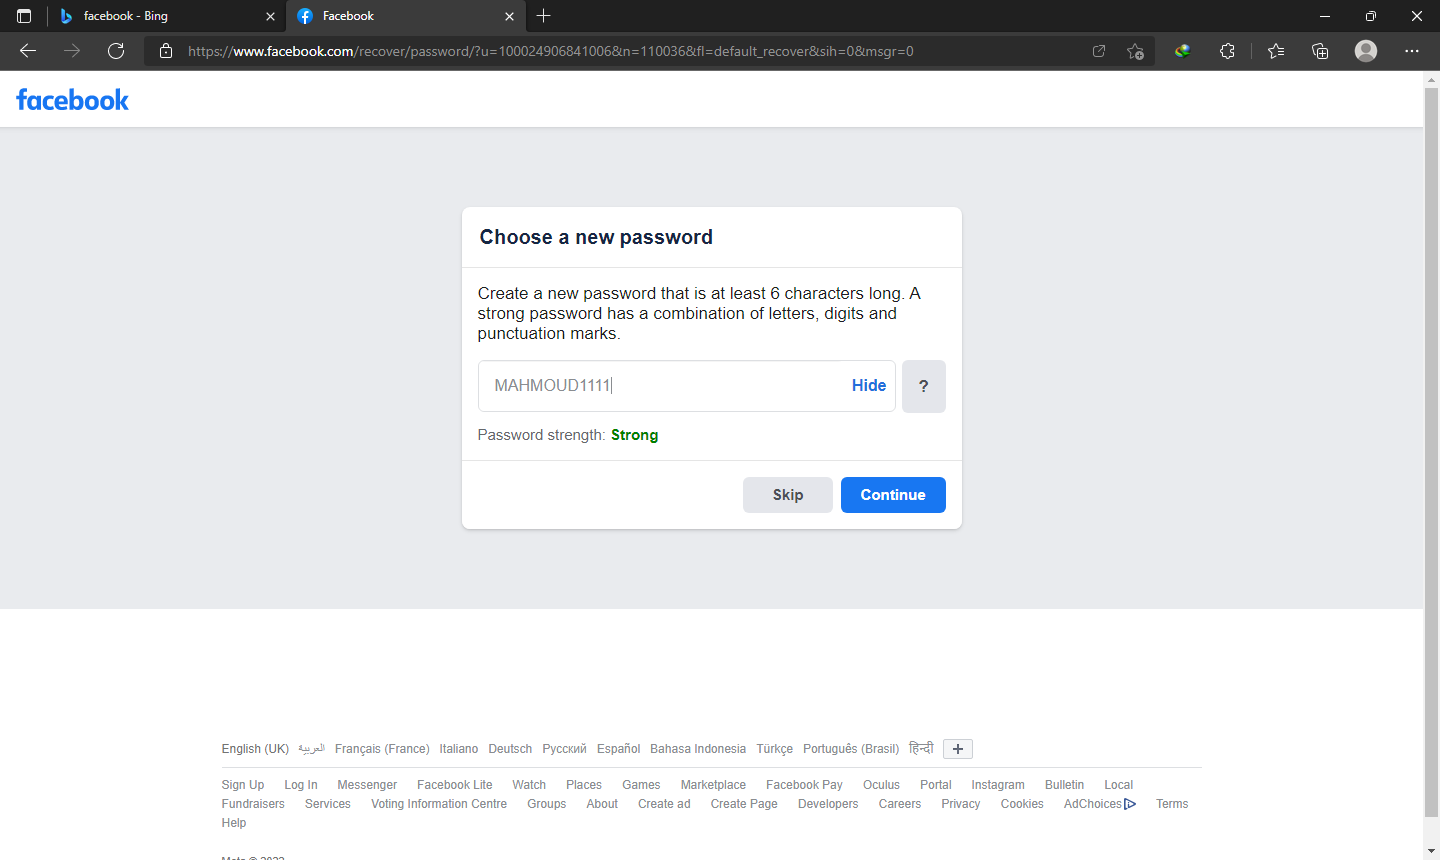 facebook - Bing
Facebook
https://www.facebook.com/recover/password/?u=100024906841006&n=110036&fl=default_recover&sih=0&msgr=0
facebook
Choose a new password
Create a new password that is at least 6 characters long. A
strong password has a combination of letters, digits and
punctuation marks.
MAHMOUD1111 Hide ?
Password strength: Strong
Skip Continue
English (UK) العربية Français (France) Italiano Deutsch Русский Español Bahasa Indonesia Türkçe Português (Brasil) हिन्दी +
Sign Up Log In Messenger Facebook Lite Watch Places Games Marketplace Facebook Pay Oculus Portal Instagram Bulletin Local
Fundraisers Services Voting Information Centre Groups About Create ad Create Page Developers Careers Privacy Cookies AdChoices Terms
Help
Meta © 2022